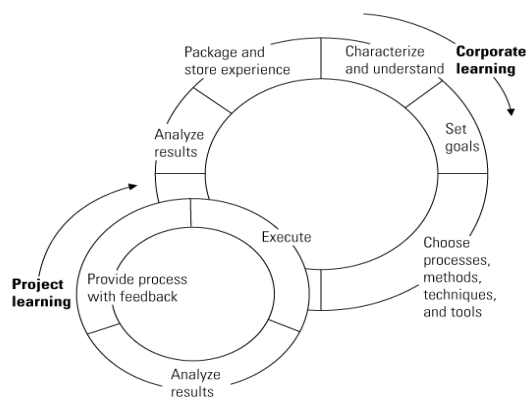 Package and
store experience
Characterize
and understand
Corporate
learning
Analyze
results
Set
goals
Execute
Choose
processes,
methods,
techniques,
and tools
Project
learning
Provide process
with feedback
Analyze
results